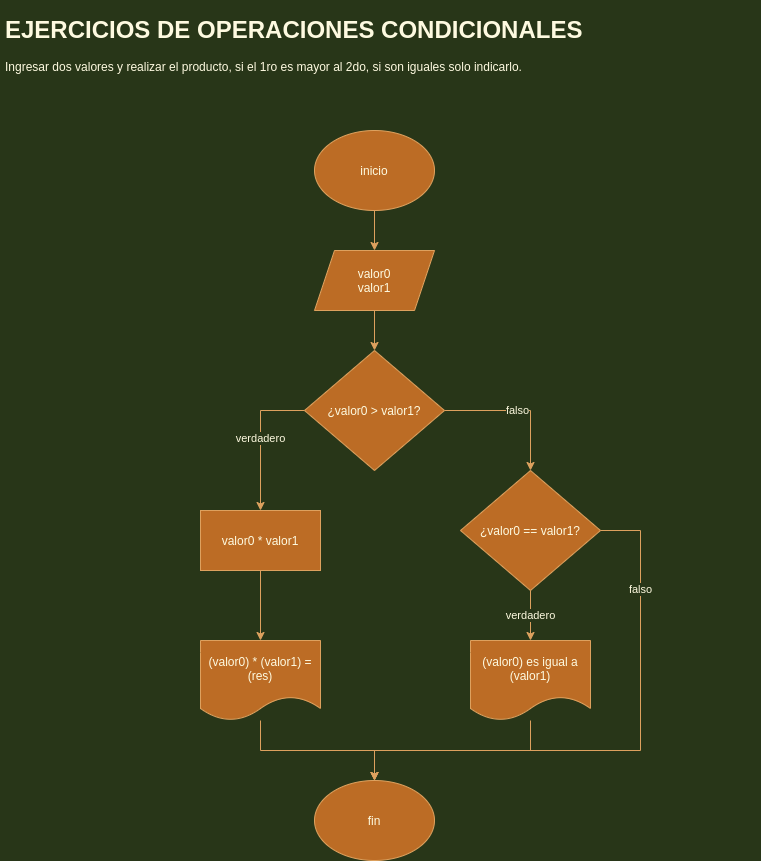 EJERCICIOS DE OPERACIONES CONDICIONALES
Ingresar dos valores y realizar el producto, si el 1ro es mayor al 2do, si son iguales solo indicarlo.
inicio
valor0
valor1
¿valor0 > valor1?
falso
verdadero
¿valor0 == valor1?
valor0 * valor1
falso
verdadero
(valor0) * (valor1) =
(res)
(valor0) es igual a
(valor1)
fin